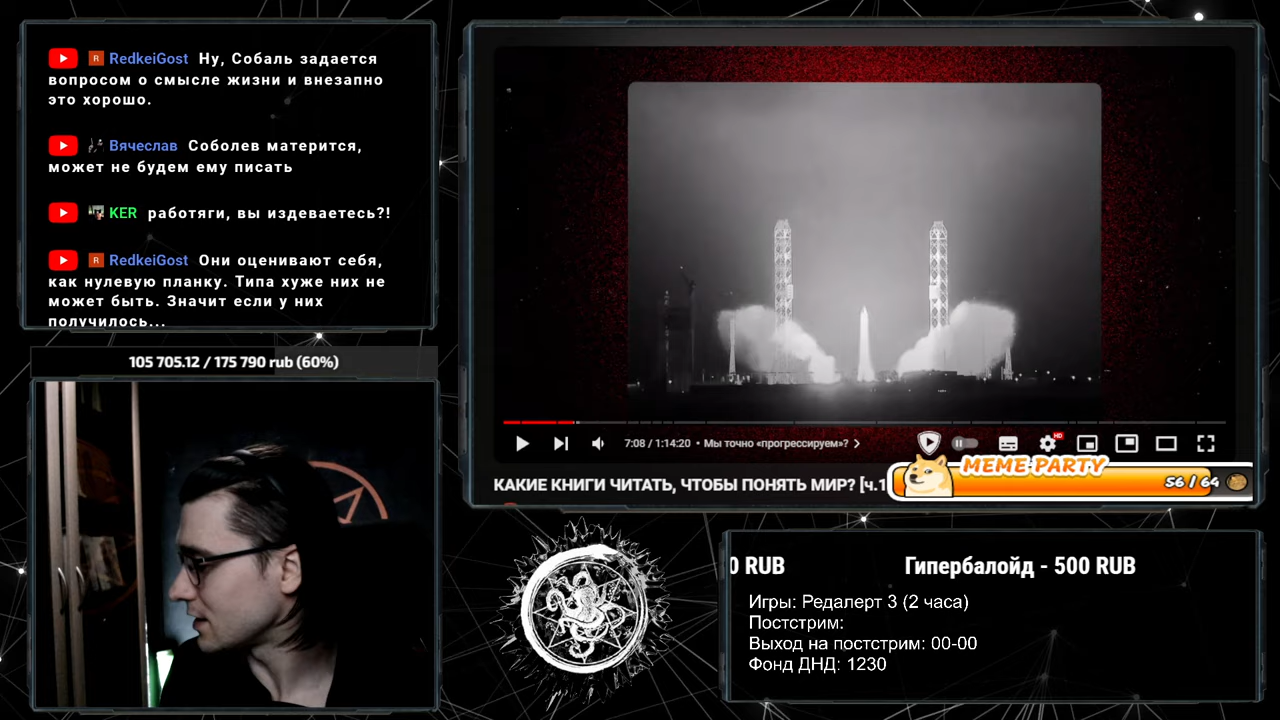 RedkeiGost Ну, Собаль задается
вопросом о смысле жизни и внезапно
это хорошо.
Вячеслав Соболев матерится,
может не будем ему писать
KER работяги, вы издеваетесь?!
R RedkeiGost Они оценивают себя,
как нулевую планку. Типа хуже них не
может быть. Значит если у них
получилось...
105 705.12 / 175 790 rub (60%)
7:08 / 1:14:20 • Мы точно «прогрессируем»?
HD
КАКИЕ КНИГИ ЧИТАТЬ, ЧТОБЫ ПОНЯТЬ МИР? [ч.1
MEME PARTY
56 / 64
0 RUB
Гипербалойд - 500 RUB
Игры: Редалерт 3 (2 часа)
Постстрим:
Выход на постстрим: 00-00
Фонд ДНД: 1230